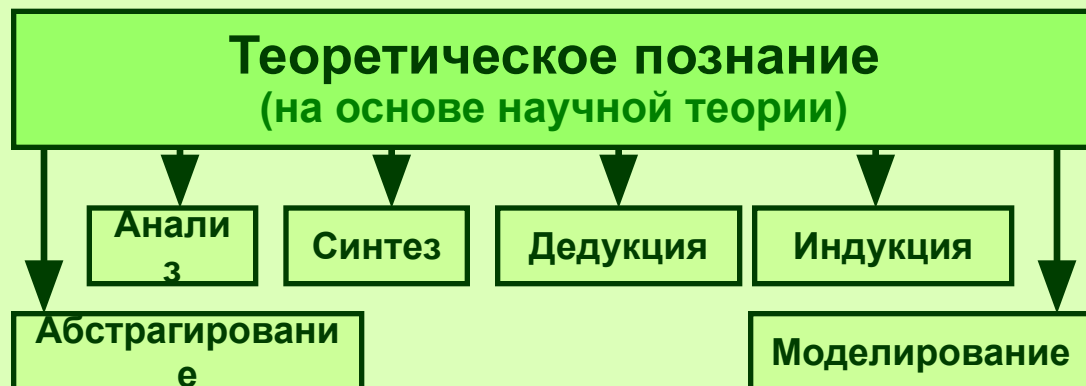 Теоретическое познание
(на основе научной теории)
Анали
з
Синтез
Дедукция
Индукция
Абстрагировани
е
Моделирование